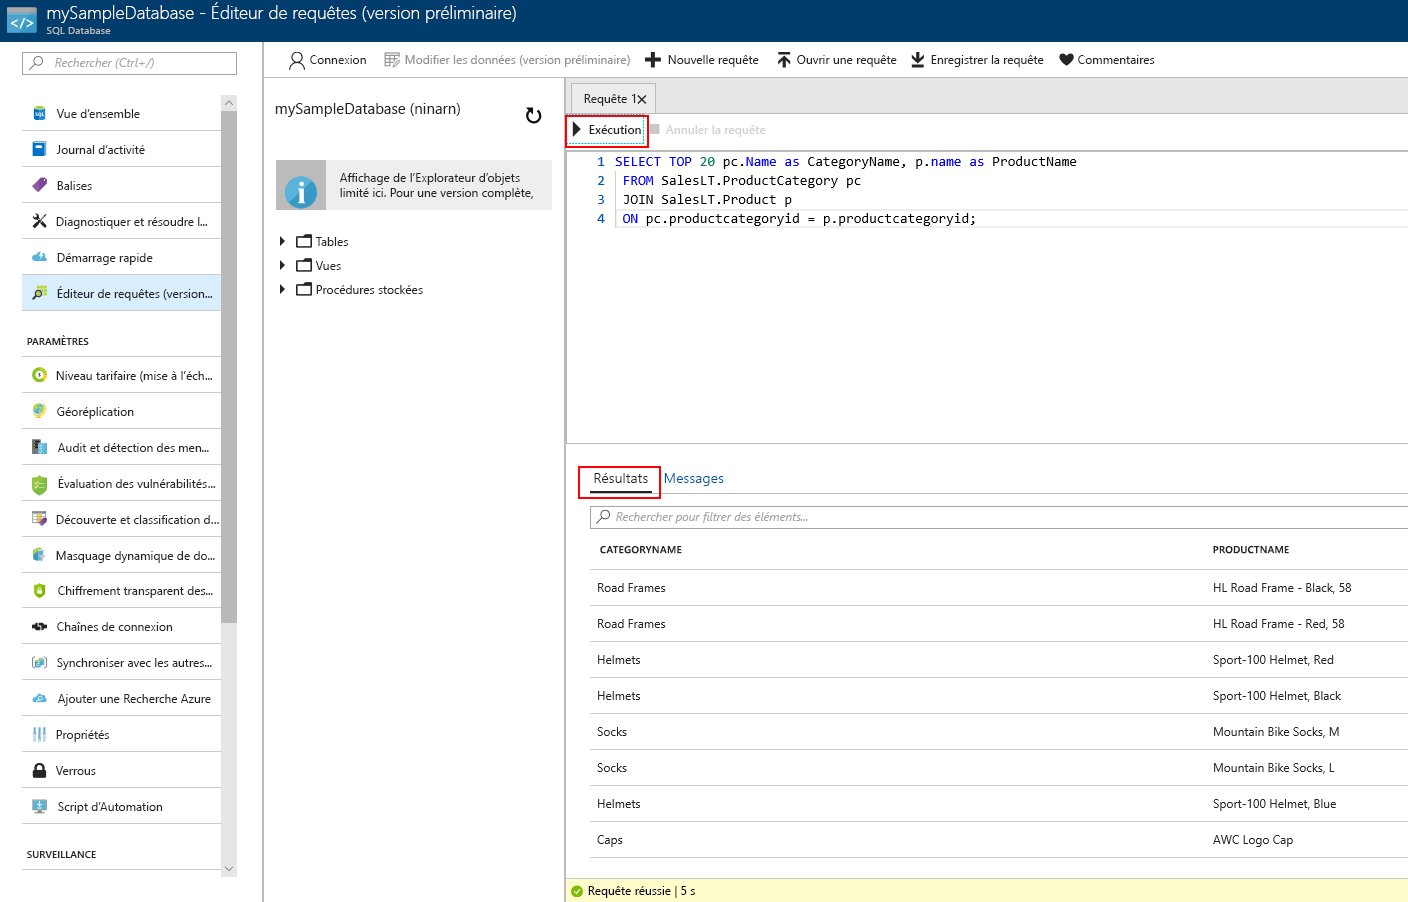 mySampleDatabase - Éditeur de requêtes (version préliminaire)
SQL Database
Rechercher (Ctrl+/)
Vue d'ensemble
Journal d'activité
Balises
Diagnostiquer et résoudre l...
Démarrage rapide
Éditeur de requêtes (version...
PARAMÈTRES
Niveau tarifaire (mise à l'éch...
Géoréplication
Audit et détection des men...
Évaluation des vulnérabilités...
Découverte et classification d...
Masquage dynamique de do...
Chiffrement transparent des...
Chaînes de connexion
Synchroniser avec les autres...
Ajouter une Recherche Azure
Propriétés
Verrous
Script d'Automation
SURVEILLANCE
Connexion
Modifier les données (version préliminaire)
Nouvelle requête
Ouvrir une requête
Enregistrer la requête
Commentaires
mySampleDatabase (ninarn)
Affichage de l'Explorateur d'objets
limité ici. Pour une version complète,
Tables
Vues
Procédures stockées
Requête 1
Exécution
Annuler la requête
1 SELECT TOP 20 pc.Name as CategoryName, p.name as ProductName
2 FROM SalesLT.ProductCategory pc
3 JOIN SalesLT.Product p
4 ON pc.productcategoryid = p.productcategoryid;
Résultats Messages
Rechercher pour filtrer des éléments...
CATEGORYNAME PRODUCTNAME
Road Frames HL Road Frame - Black, 58
Road Frames HL Road Frame - Red, 58
Helmets Sport-100 Helmet, Red
Helmets Sport-100 Helmet, Black
Socks Mountain Bike Socks, M
Socks Mountain Bike Socks, L
Helmets Sport-100 Helmet, Blue
Caps AWC Logo Cap
Requête réussie | 5 s